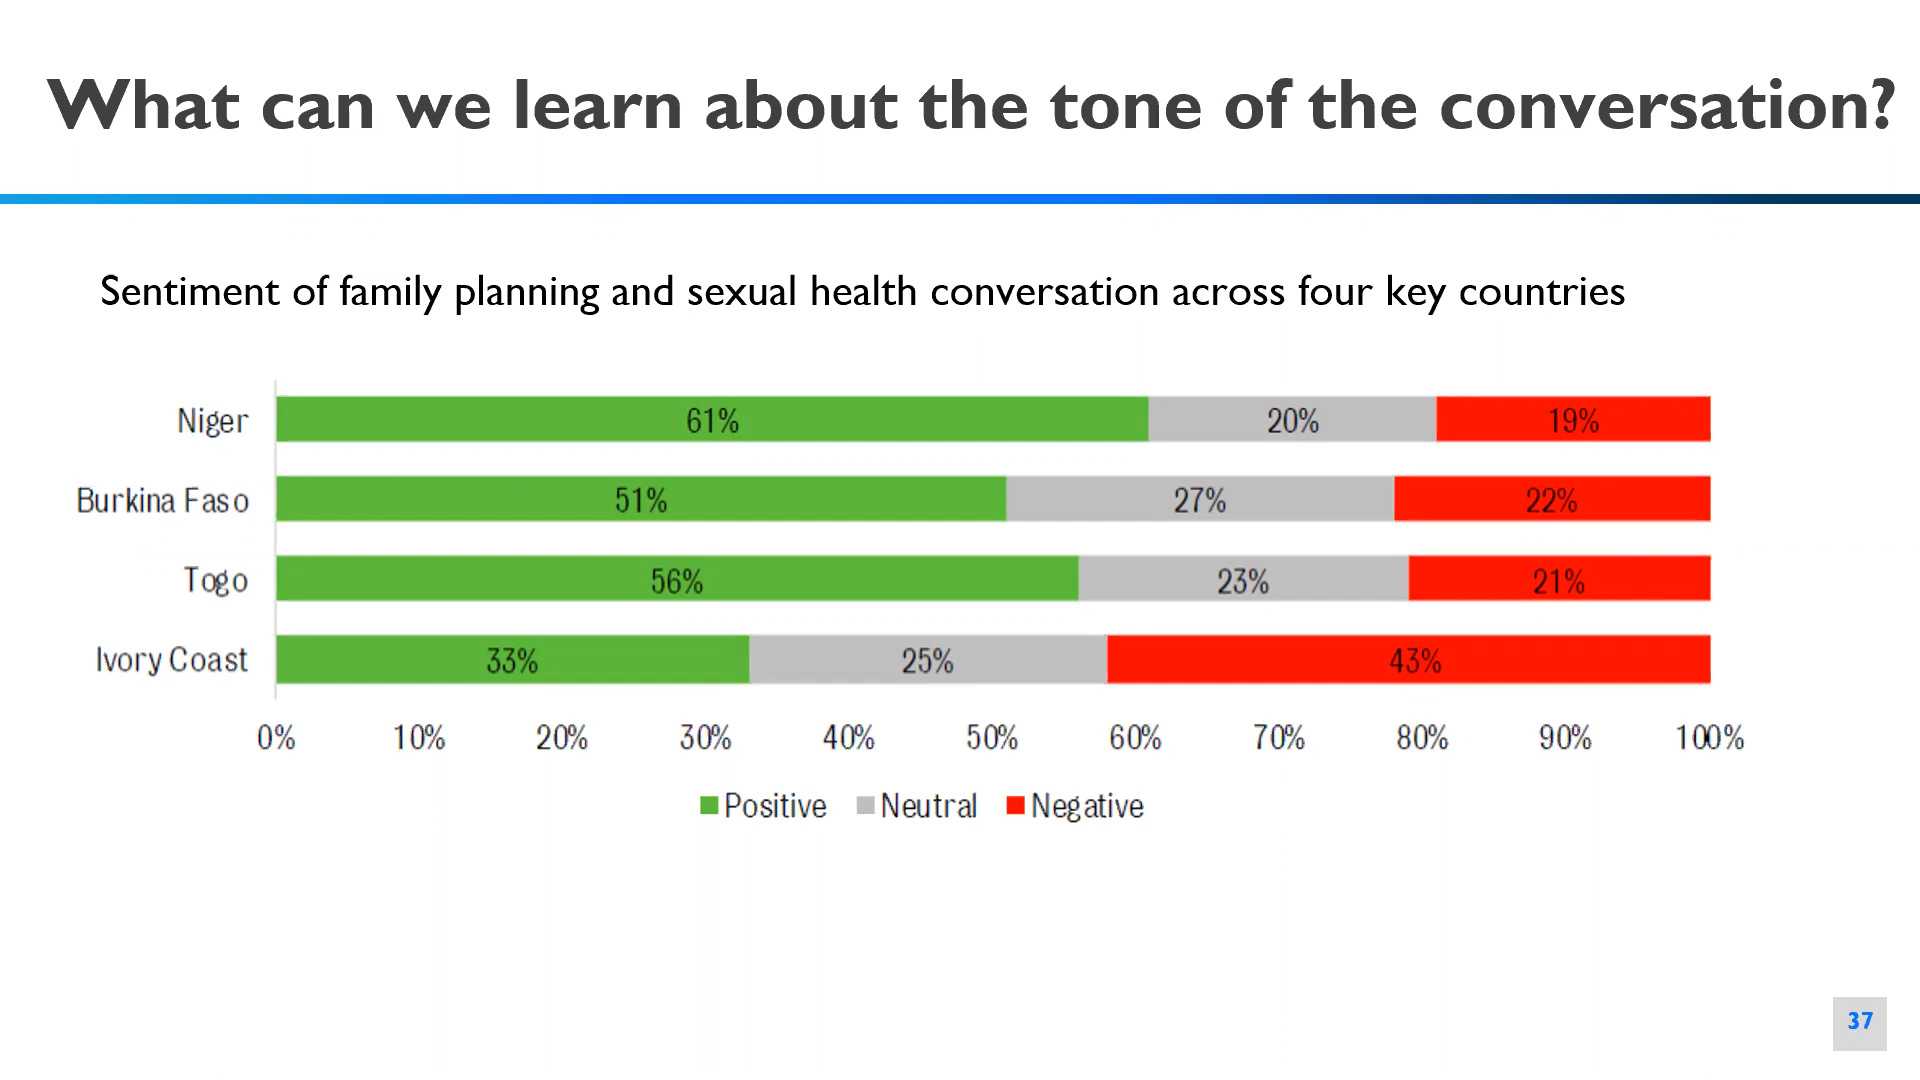 What can we learn about the tone of the conversation?
Sentiment of family planning and sexual health conversation across four key countries
Niger 61% 20% 19%
Burkina Faso 51% 27% 22%
Togo 56% 23% 21%
Ivory Coast 33% 25% 43%
0% 10% 20% 30% 40% 50% 60% 70% 80% 90% 100%
Positive Neutral Negative
37